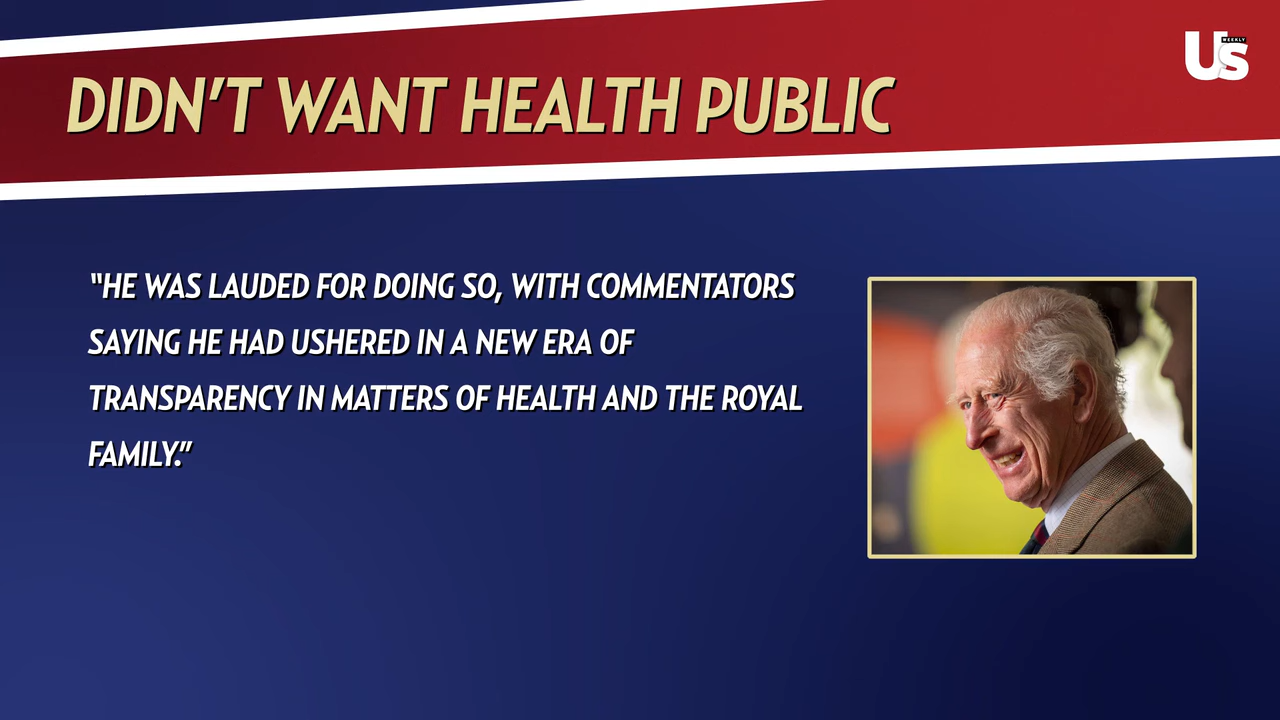 DIDN'T WANT HEALTH PUBLIC
Us
WEEKLY
"HE WAS LAUDED FOR DOING SO, WITH COMMENTATORS
SAYING HE HAD USHERED IN A NEW ERA OF
TRANSPARENCY IN MATTERS OF HEALTH AND THE ROYAL
FAMILY."